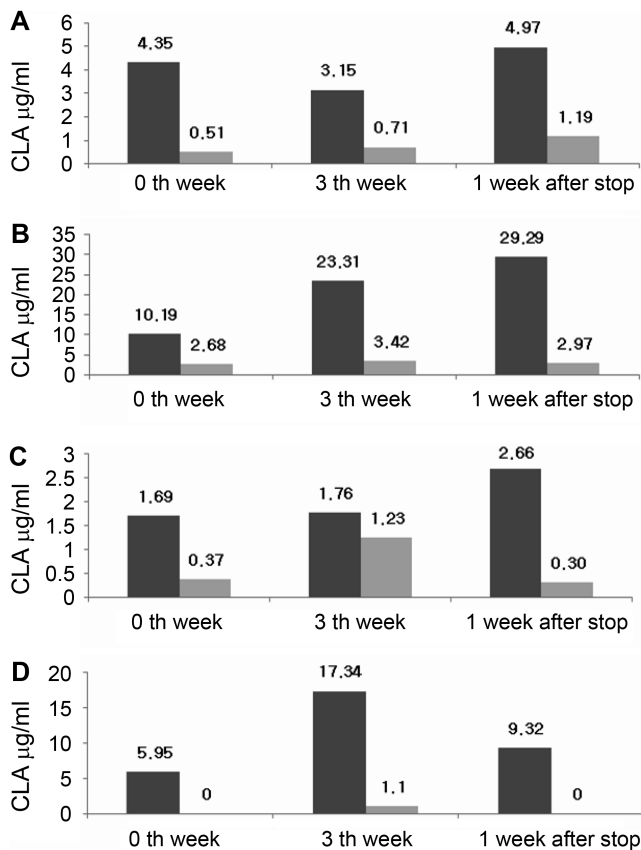 A
CLA µg/ml
6
5
4
3
2
1
0
4.35
0.51
3.15
0.71
4.97
1.19
0 th week
3 th week
1 week after stop
B
CLA µg/ml
35
30
25
20
15
10
5
0
10.19
2.68
23.31
3.42
29.29
2.97
0 th week
3 th week
1 week after stop
C
CLA µg/ml
3
2.5
2
1.5
1
0.5
0
1.69
0.37
1.76
1.23
2.66
0.30
0 th week
3 th week
1 week after stop
D
CLA µg/ml
20
15
10
5
0
5.95
0
17.34
1.1
9.32
0
0 th week
3 th week
1 week after stop